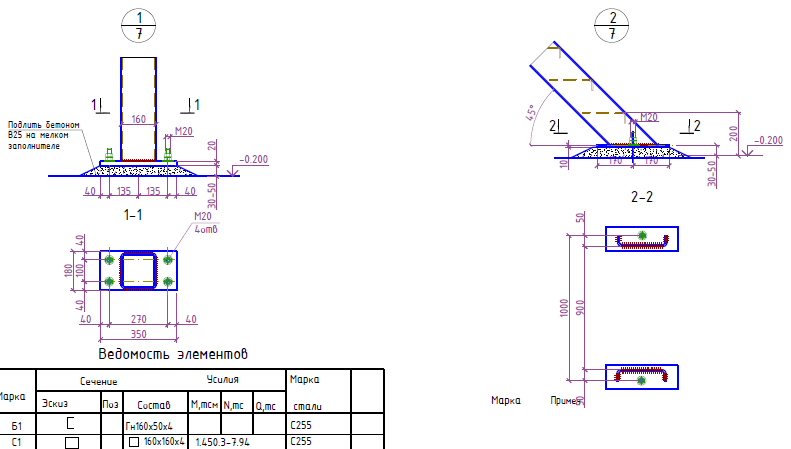 1
7
2
7
1
1
160
M20
Подлить бетоном
В25 на мелком
заполнителе
20
-0.200
40
135
135
40
30-50
45°
M20
2
2
200
-0.200
10
170
170
30-50
1-1
2-2
M20
4отв
40
180
100
40
40
270
40
350
50
1000
900
Ведомость элементов
Марка
Сечение
Усилия
Марка
стали
Эскиз
Поз
Состав
М,тсм
N,тс
Q,тс
Б1
Гн160х50х4
С255
С1
160х160х4
1.450.3-7.94
С255
Марка